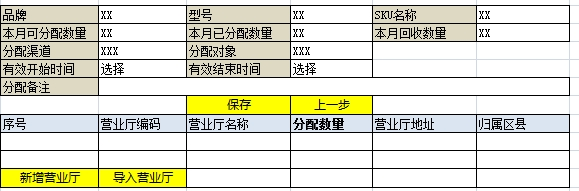 品牌 XX 型号 XX SKU名称 XX
本月可分配数量 XX 本月已分配数量 XX 本月回收数量 XX
分配渠道 XXX 分配对象 XXX
有效开始时间 选择 有效结束时间 选择
分配备注
保存 上一步
序号 营业厅编码 营业厅名称 分配数量 营业厅地址 归属区县
新增营业厅 导入营业厅